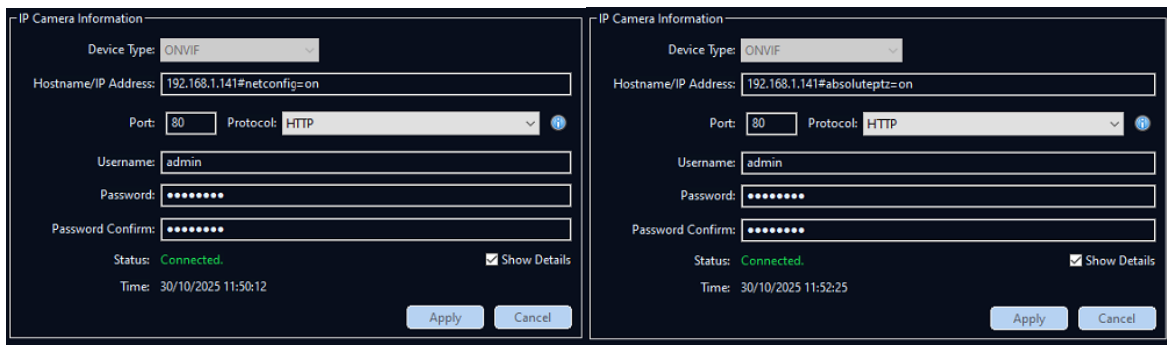 IP Camera Information
Device Type: ONVIF
Hostname/IP Address: 192.168.1.141#netconfig=on
Port: 80 Protocol: HTTP
Username: admin
Password: ••••••••
Password Confirm: ••••••••
Status: Connected. Show Details
Time: 30/10/2025 11:50:12
Apply Cancel
IP Camera Information
Device Type: ONVIF
Hostname/IP Address: 192.168.1.141#absoluteptz=on
Port: 80 Protocol: HTTP
Username: admin
Password: ••••••••
Password Confirm: ••••••••
Status: Connected. Show Details
Time: 30/10/2025 11:52:25
Apply Cancel